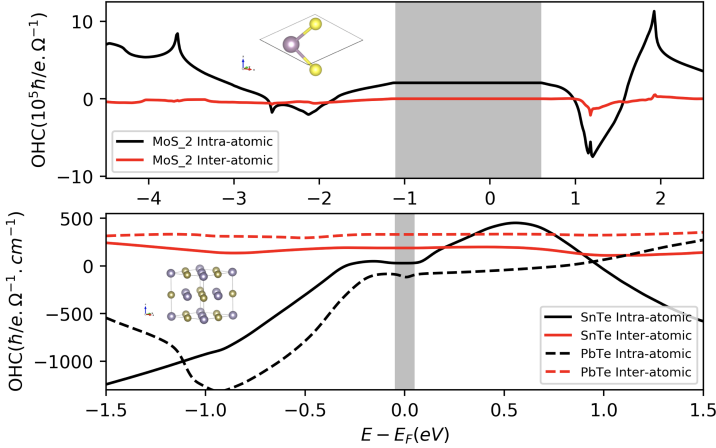 OHC(10⁵ħ/e.Ω⁻¹)
10
0
−10
MoS_2 Intra-atomic
MoS_2 Inter-atomic
−4 −3 −2 −1 0 1 2
OHC(ħ/e.Ω⁻¹.cm⁻¹)
500
0
−500
−1000
SnTe Intra-atomic
SnTe Inter-atomic
PbTe Intra-atomic
PbTe Inter-atomic
−1.5 −1.0 −0.5 0.0 0.5 1.0 1.5
E − E_F(eV)